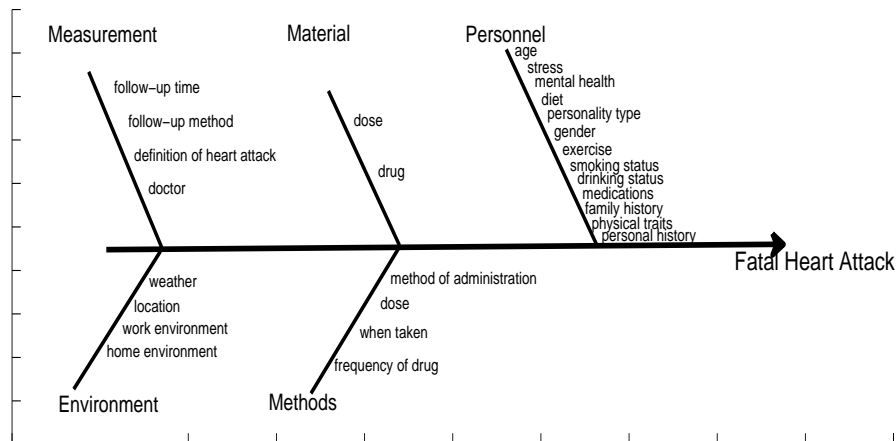 Measurement
follow−up time
follow−up method
definition of heart attack
doctor
Material
dose
drug
Personnel
age
stress
mental health
diet
personality type
gender
exercise
smoking status
drinking status
medications
family history
physical traits
personal history
Fatal Heart Attack
weather
location
work environment
home environment
Environment
method of administration
dose
when taken
frequency of drug
Methods